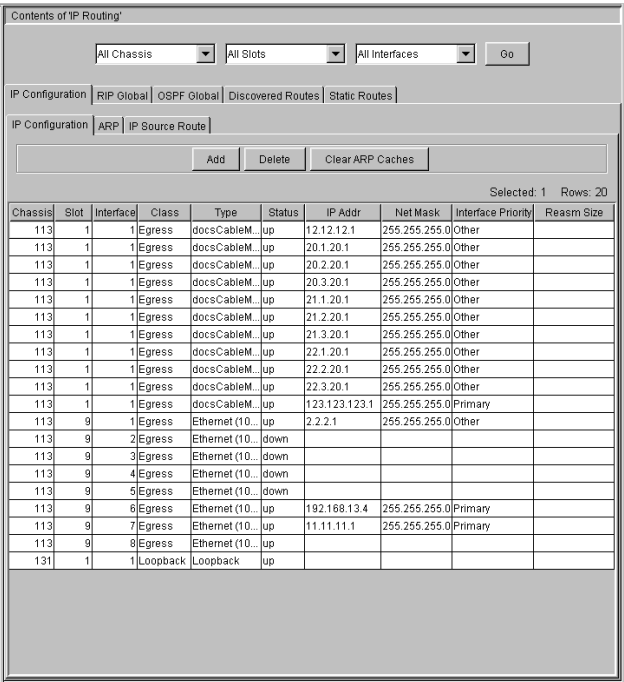 Contents of 'IP Routing'
All Chassis All Slots All Interfaces Go
IP Configuration RIP Global OSPF Global Discovered Routes Static Routes
IP Configuration ARP IP Source Route
Add Delete Clear ARP Caches
Selected: 1 Rows: 20
Chassis Slot Interface Class Type Status IP Addr Net Mask Interface Priority Reasm Size
113 1 1 Egress docsCableM... up 12.12.12.1 255.255.255.0 Other
113 1 1 Egress docsCableM... up 20.1.20.1 255.255.255.0 Other
113 1 1 Egress docsCableM... up 20.2.20.1 255.255.255.0 Other
113 1 1 Egress docsCableM... up 20.3.20.1 255.255.255.0 Other
113 1 1 Egress docsCableM... up 21.1.20.1 255.255.255.0 Other
113 1 1 Egress docsCableM... up 21.2.20.1 255.255.255.0 Other
113 1 1 Egress docsCableM... up 21.3.20.1 255.255.255.0 Other
113 1 1 Egress docsCableM... up 22.1.20.1 255.255.255.0 Other
113 1 1 Egress docsCableM... up 22.2.20.1 255.255.255.0 Other
113 1 1 Egress docsCableM... up 22.3.20.1 255.255.255.0 Other
113 1 1 Egress docsCableM... up 123.123.123.1 255.255.255.0 Primary
113 9 1 Egress Ethernet (10... up 2.2.2.1 255.255.255.0 Other
113 9 2 Egress Ethernet (10... down
113 9 3 Egress Ethernet (10... down
113 9 4 Egress Ethernet (10... down
113 9 5 Egress Ethernet (10... down
113 9 6 Egress Ethernet (10... up 192.168.13.4 255.255.255.0 Primary
113 9 7 Egress Ethernet (10... up 11.11.11.1 255.255.255.0 Primary
113 9 8 Egress Ethernet (10... up
131 1 1 Loopback Loopback up